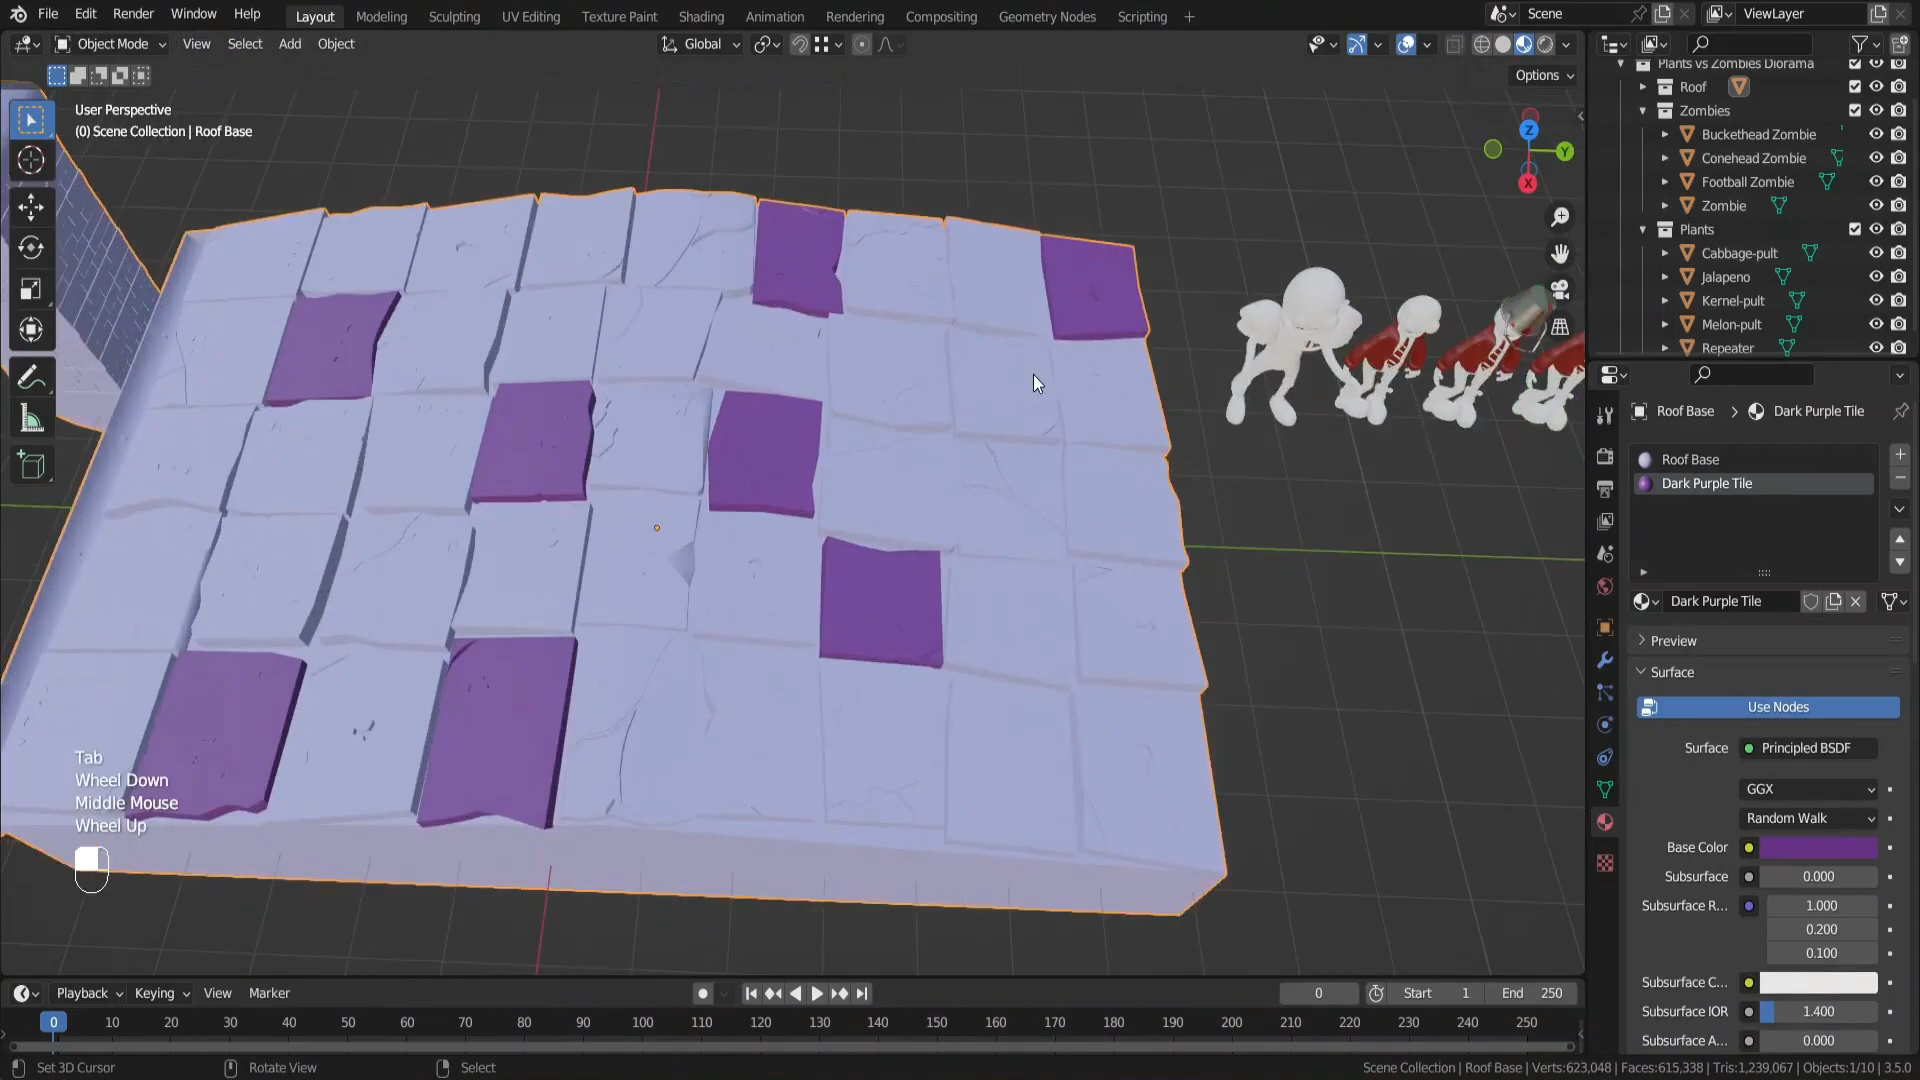 File Edit Render Window Help Layout Modeling Sculpting UV Editing Texture Paint Shading Animation Rendering Compositing Geometry Nodes Scripting + Scene ViewLayer
Object Mode View Select Add Object Global
Options
User Perspective
(0) Scene Collection | Roof Base
Z
Y
X
Plants vs Zombies Diorama
Roof
Zombies
Buckethead Zombie
Conehead Zombie
Football Zombie
Zombie
Plants
Cabbage-pult
Jalapeno
Kernel-pult
Melon-pult
Repeater
Roof Base > Dark Purple Tile
Roof Base
Dark Purple Tile
Dark Purple Tile
Preview
Surface
Use Nodes
Surface Principled BSDF
GGX
Random Walk
Base Color
Subsurface 0.000
Subsurface R... 1.000
0.200
0.100
Subsurface C...
Subsurface IOR 1.400
Subsurface A... 0.000
Tab
Wheel Down
Middle Mouse
Wheel Up
Playback Keying View Marker 0 Start 1 End 250
0 10 20 30 40 50 60 70 80 90 100 110 120 130 140 150 160 170 180 190 200 210 220 230 240 250
Set 3D Cursor Rotate View Select Scene Collection | Roof Base | Verts:623,048 | Faces:615,338 | Tris:1,239,067 | Objects:1/10 | 3.5.0